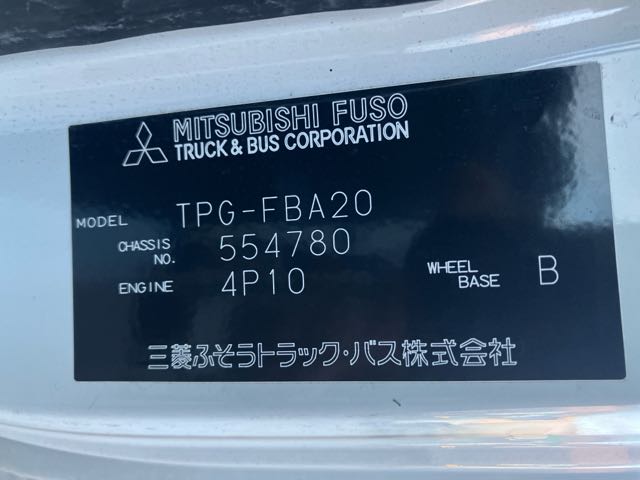 MITSUBISHI FUSO
TRUCK & BUS CORPORATION
MODEL TPG-FBA20
CHASSIS NO. 554780
ENGINE 4P10 WHEEL BASE B
三菱ふそうトラック・バス株式会社